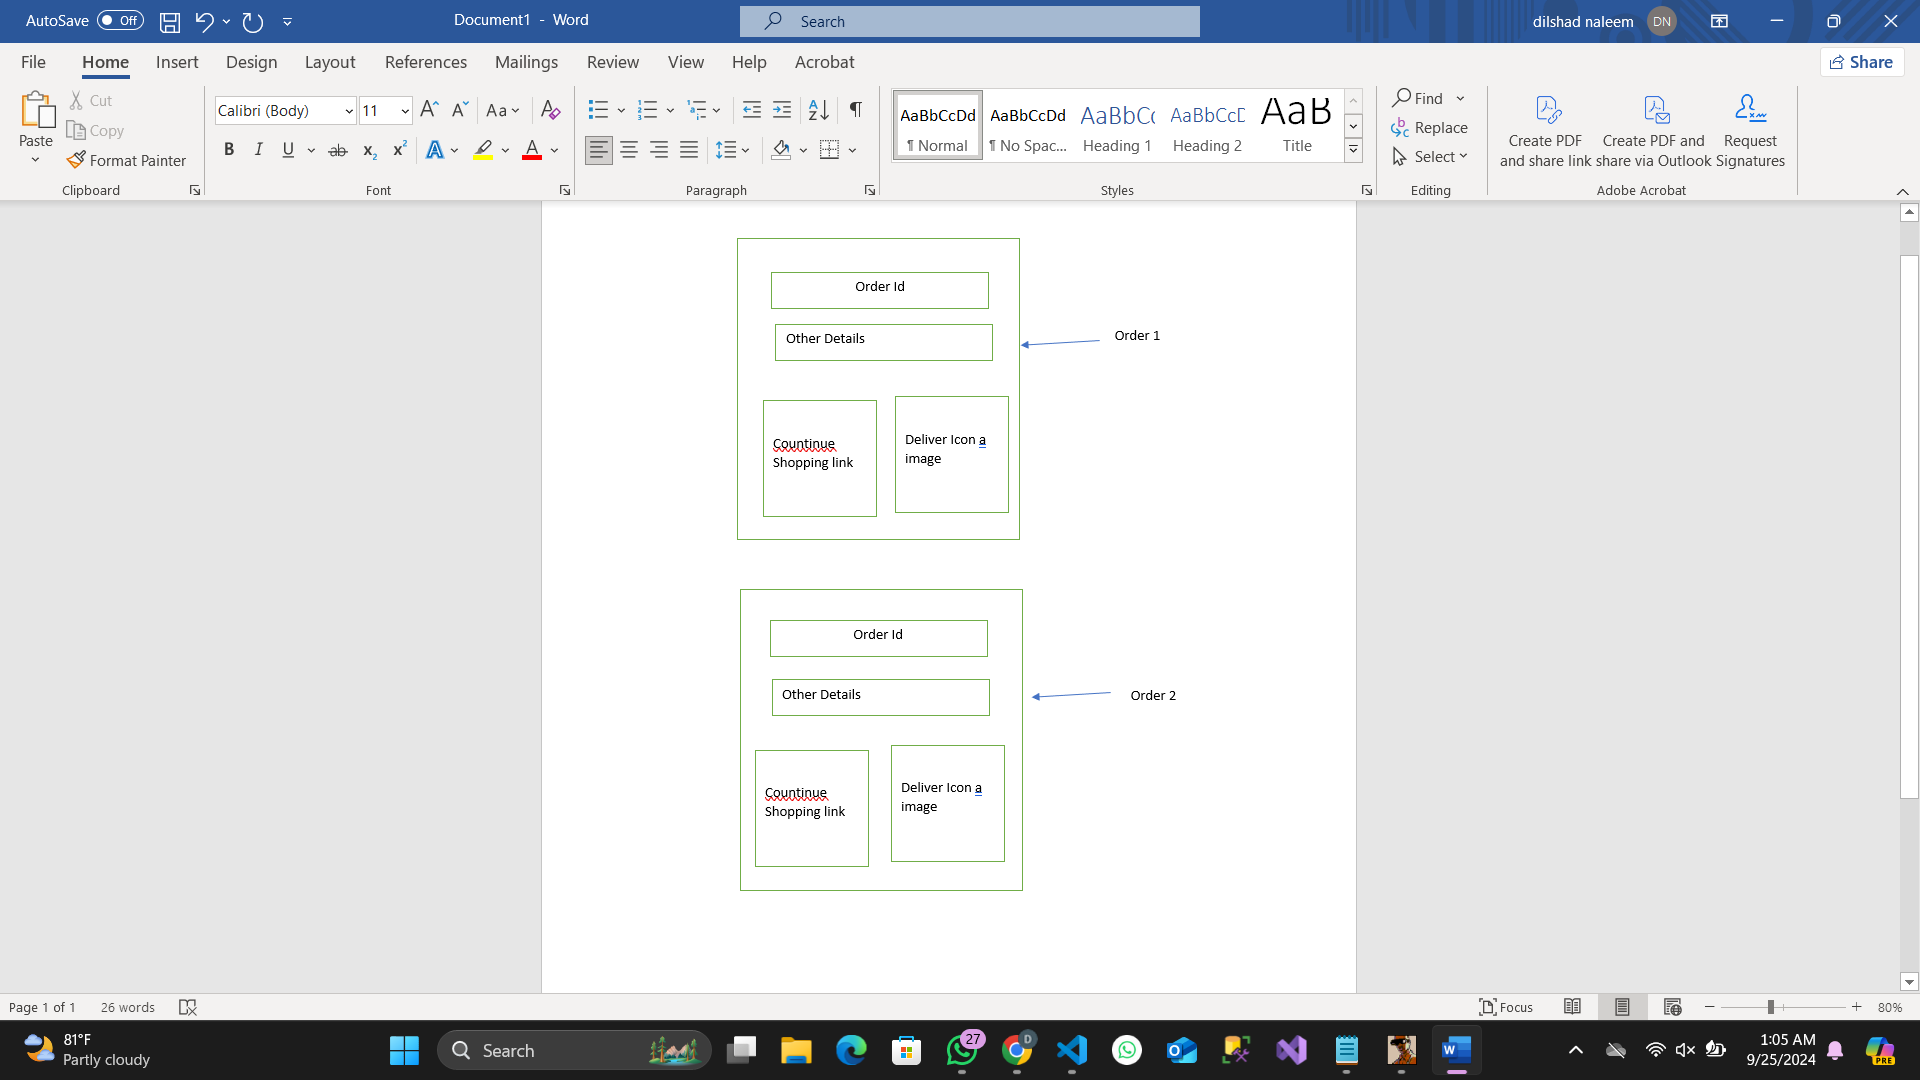 AutoSave Off Document1 - Word Search dilshad naleem DN
File Home Insert Design Layout References Mailings Review View Help Acrobat Share
Paste Cut Copy Format Painter
Clipboard
Calibri (Body) 11 A A Aa A
B I U ab x₂ x² A A
Font
A Z ¶
Paragraph
AaBbCcDd AaBbCcDd AaBbCc AaBbCcD AaB
¶ Normal ¶ No Spac... Heading 1 Heading 2 Title
Styles
Find
Replace
Select
Editing
Create PDF and share link
Create PDF and share via Outlook
Request Signatures
Adobe Acrobat
Order Id
Other Details
Order 1
Countinue
Shopping link
Deliver Icon a
image
Order Id
Other Details
Order 2
Countinue
Shopping link
Deliver Icon a
image
Page 1 of 1 26 words Focus 80%
81°F
Partly cloudy
Search
27
D
PRE
1:05 AM
9/25/2024